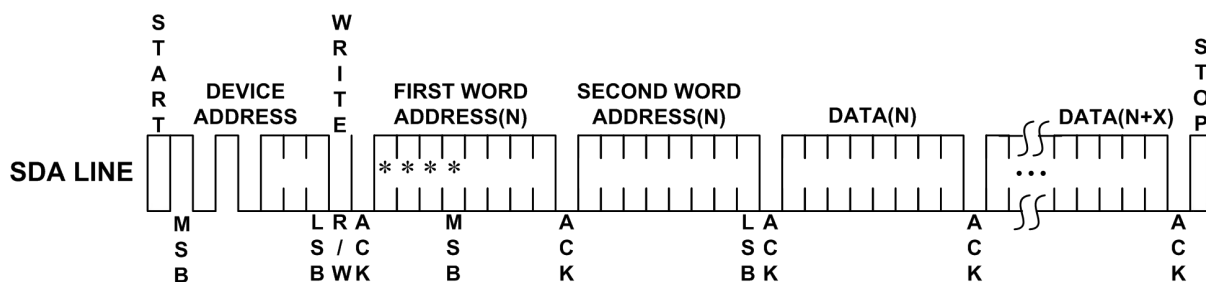 START
WRITE
STOP
DEVICE
ADDRESS
FIRST WORD
ADDRESS(N)
SECOND WORD
ADDRESS(N)
DATA(N)
DATA(N+X)
SDA LINE
* * * *
...
MSB
LSB
R/W
ACK
MSB
ACK
LSB
ACK
ACK
ACK